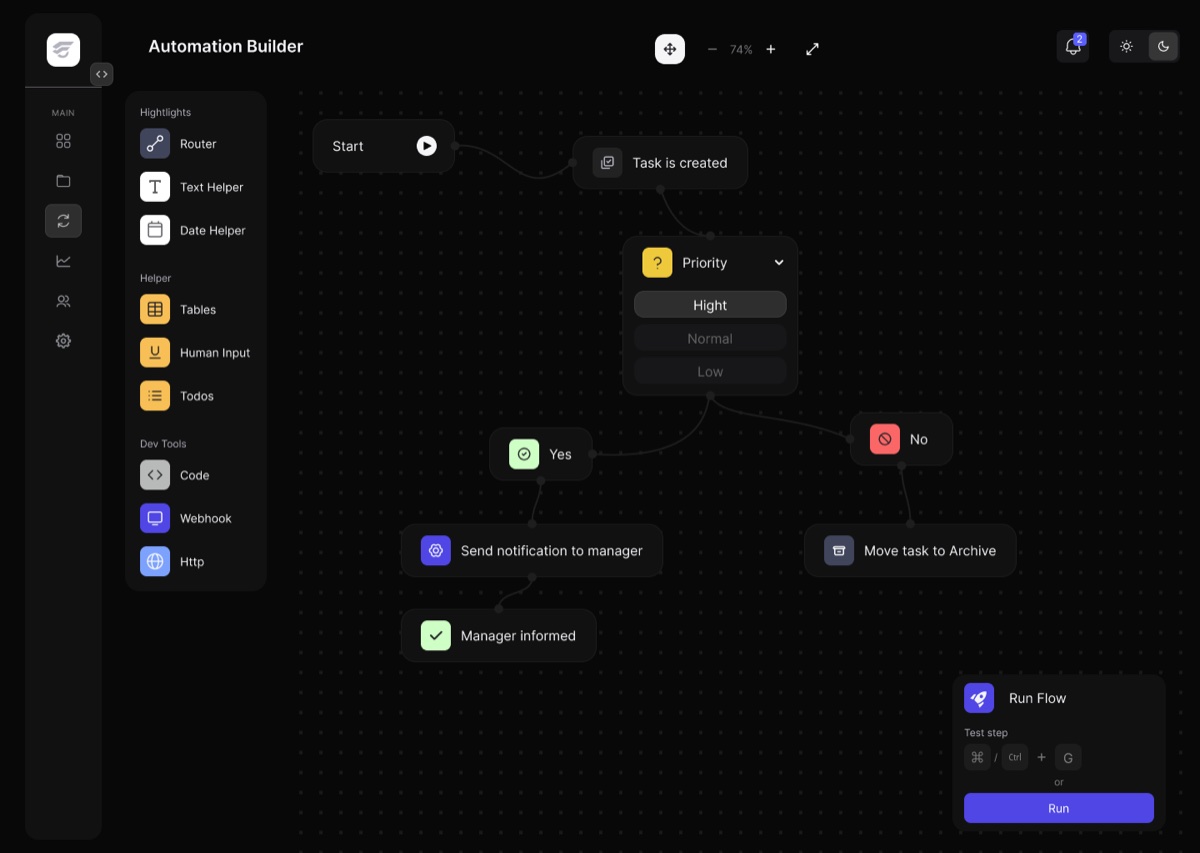 Automation Builder
74%
2
MAIN
Hightlights
Router
Text Helper
Date Helper
Helper
Tables
Human Input
Todos
Dev Tools
Code
Webhook
Http
Start
Task is created
? Priority
Hight
Normal
Low
Yes
No
Send notification to manager
Move task to Archive
Manager informed
Run Flow
Test step
⌘ / Ctrl + G
or
Run